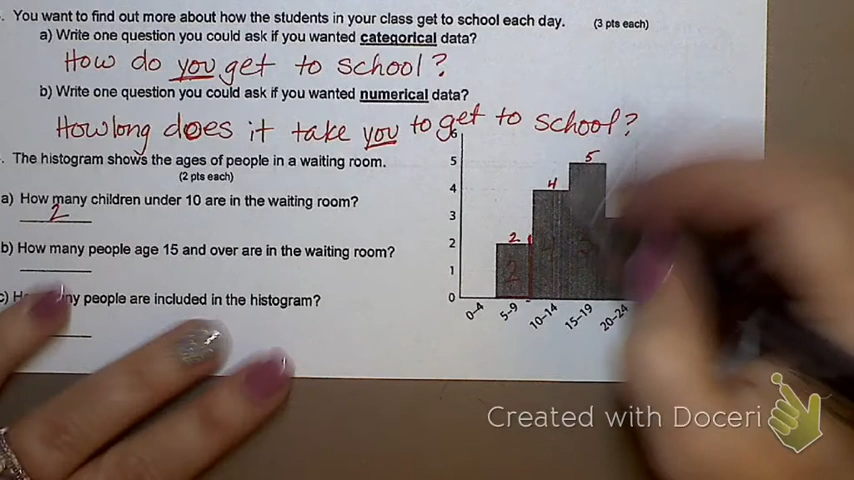 You want to find out more about how the students in your class get to school each day. (3 pts each)
a) Write one question you could ask if you wanted categorical data?
How do you get to school?
b) Write one question you could ask if you wanted numerical data?
How long does it take you to get to school?
The histogram shows the ages of people in a waiting room.
(2 pts each)
a) How many children under 10 are in the waiting room?
2
b) How many people age 15 and over are in the waiting room?
people are included in the histogram?
6
5
4
3
2
1
0
2
4
5
2
0-4
5-9
10-14
15-19
20-24
Created with Doceri